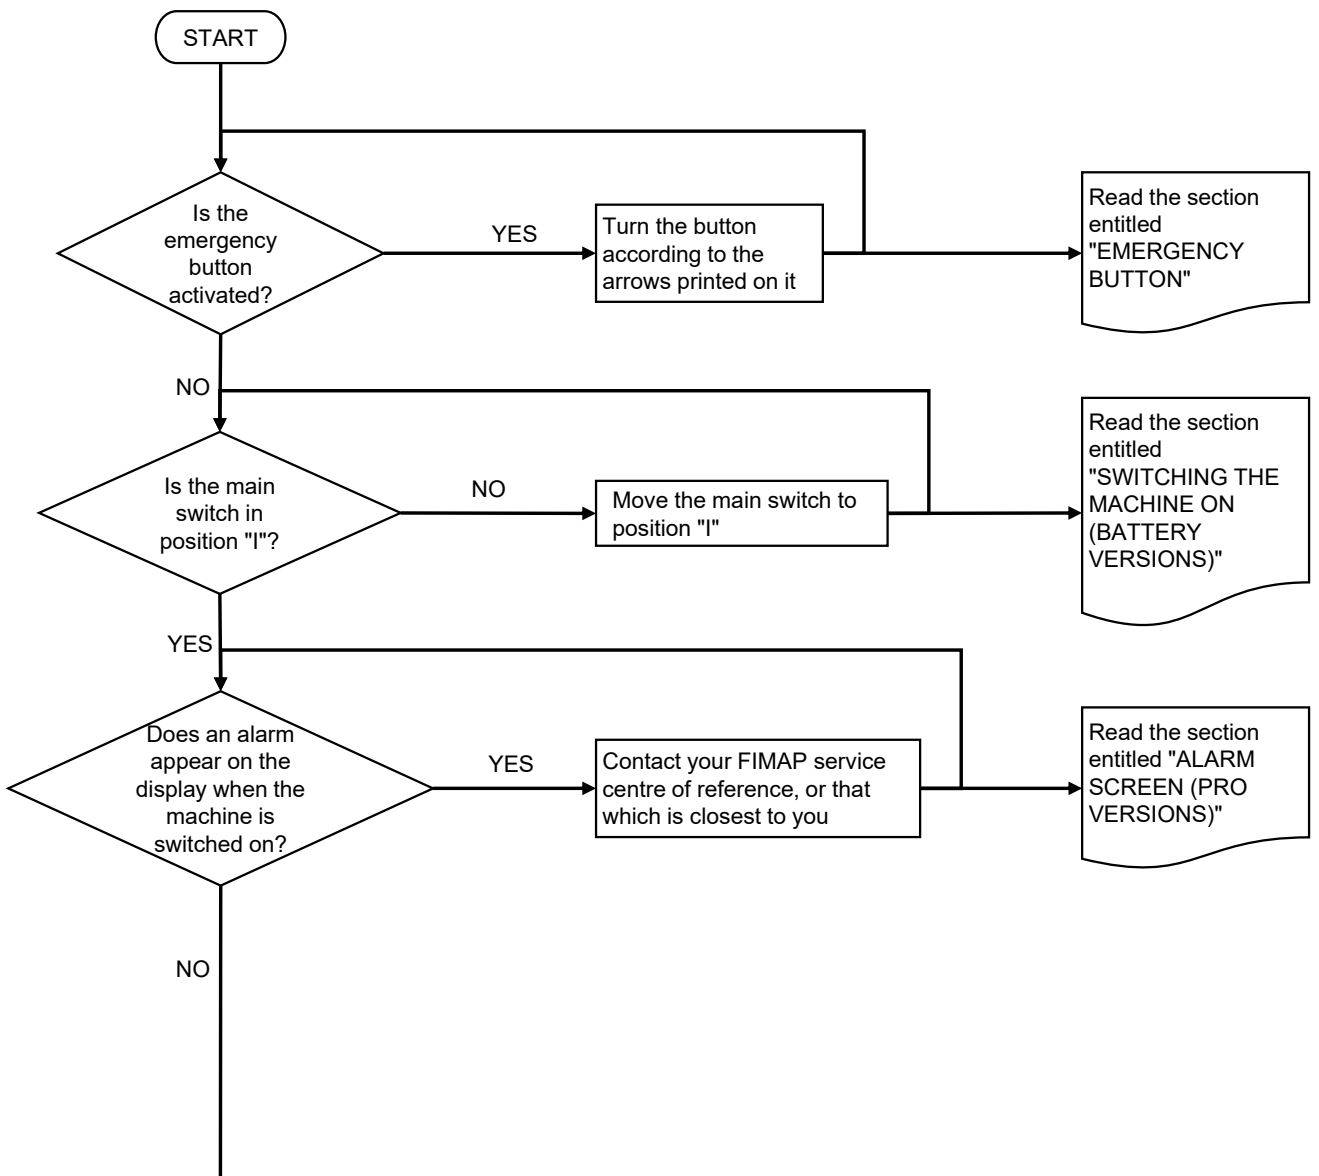 START
Is the
emergency
button
activated?
YES
Turn the button
according to the
arrows printed on it
Read the section
entitled
"EMERGENCY
BUTTON"
NO
Is the main
switch in
position "I"?
NO
Move the main switch to
position "I"
Read the section
entitled
"SWITCHING THE
MACHINE ON
(BATTERY
VERSIONS)"
YES
Does an alarm
appear on the
display when the
machine is
switched on?
YES
Contact your FIMAP service
centre of reference, or that
which is closest to you
Read the section
entitled "ALARM
SCREEN (PRO
VERSIONS)"
NO